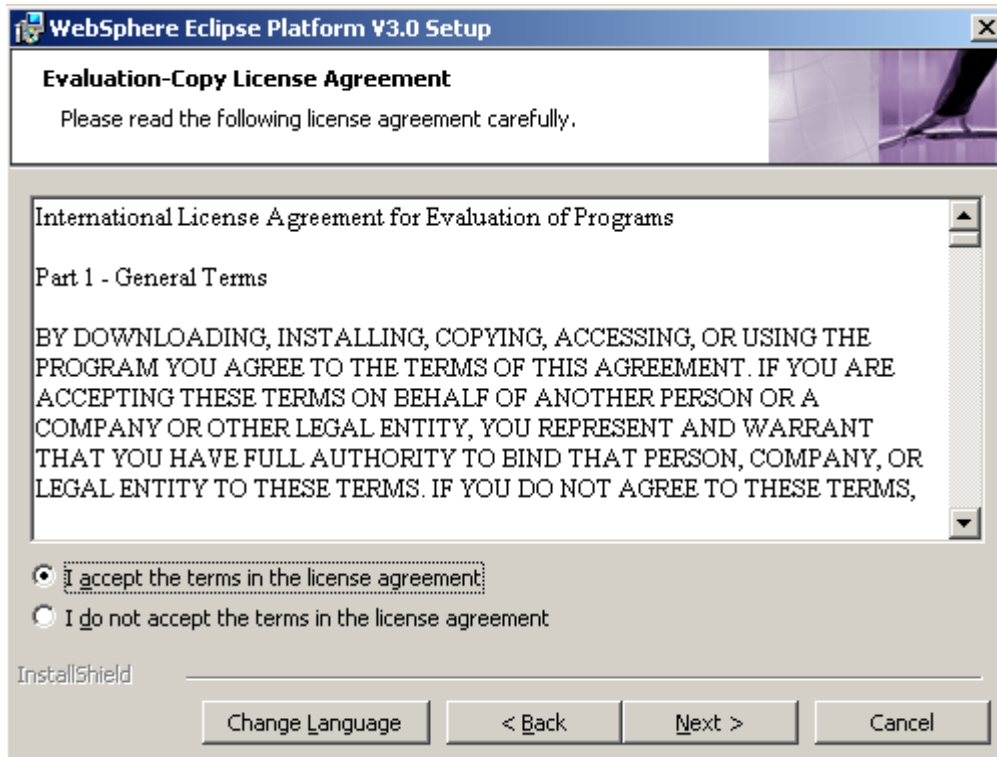 WebSphere Eclipse Platform V3.0 Setup
Evaluation-Copy License Agreement
Please read the following license agreement carefully.
International License Agreement for Evaluation of Programs
Part 1 - General Terms
BY DOWNLOADING, INSTALLING, COPYING, ACCESSING, OR USING THE
PROGRAM YOU AGREE TO THE TERMS OF THIS AGREEMENT. IF YOU ARE
ACCEPTING THESE TERMS ON BEHALF OF ANOTHER PERSON OR A
COMPANY OR OTHER LEGAL ENTITY, YOU REPRESENT AND WARRANT
THAT YOU HAVE FULL AUTHORITY TO BIND THAT PERSON, COMPANY, OR
LEGAL ENTITY TO THESE TERMS. IF YOU DO NOT AGREE TO THESE TERMS,
I accept the terms in the license agreement
I do not accept the terms in the license agreement
InstallShield
Change Language < Back Next > Cancel